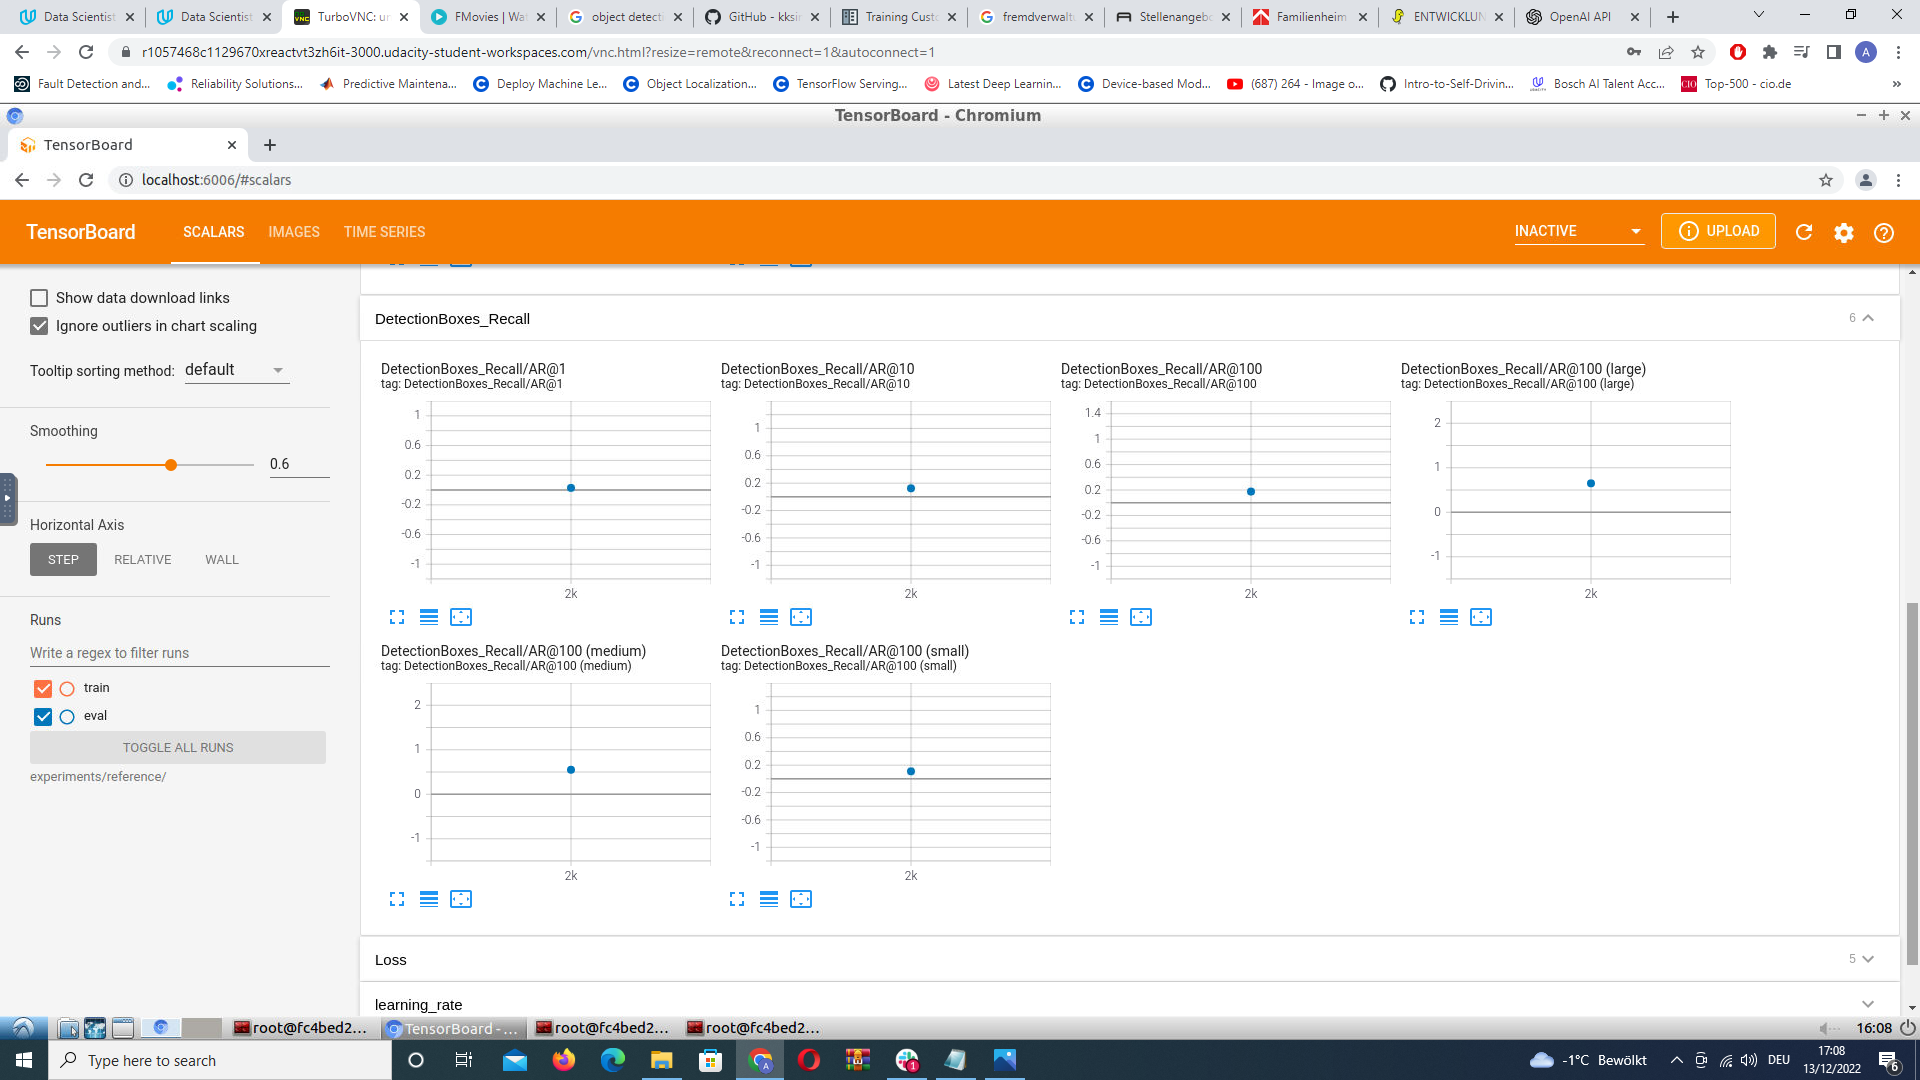 Data Scientist
Data Scientist
TurboVNC: un
FMovies | Wat
object detecti
GitHub - kksin
Training Custo
fremdverwaltu
Stellenangebo
Familienheim
ENTWICKLUN
OpenAI API
r1057468c1129670xreactvt3zh6it-3000.udacity-student-workspaces.com/vnc.html?resize=remote&reconnect=1&autoconnect=1
A
Fault Detection and...
Reliability Solutions...
Predictive Maintena...
Deploy Machine Le...
Object Localization...
TensorFlow Serving...
Latest Deep Learnin...
Device-based Mod...
(687) 264 - Image o...
Intro-to-Self-Drivin...
Bosch AI Talent Acc...
CIO
Top-500 - cio.de
»
TensorBoard - Chromium
TensorBoard
localhost:6006/#scalars
TensorBoard
SCALARS
IMAGES
TIME SERIES
INACTIVE
UPLOAD
Show data download links
Ignore outliers in chart scaling
Tooltip sorting method: default
Smoothing
0.6
Horizontal Axis
STEP
RELATIVE
WALL
Runs
Write a regex to filter runs
train
eval
TOGGLE ALL RUNS
experiments/reference/
DetectionBoxes_Recall
6
DetectionBoxes_Recall/AR@1
tag: DetectionBoxes_Recall/AR@1
1
0.6
0.2
-0.2
-0.6
-1
2k
DetectionBoxes_Recall/AR@10
tag: DetectionBoxes_Recall/AR@10
1
0.6
0.2
-0.2
-0.6
-1
2k
DetectionBoxes_Recall/AR@100
tag: DetectionBoxes_Recall/AR@100
1.4
1
0.6
0.2
-0.2
-0.6
-1
2k
DetectionBoxes_Recall/AR@100 (large)
tag: DetectionBoxes_Recall/AR@100 (large)
2
1
0
-1
2k
DetectionBoxes_Recall/AR@100 (medium)
tag: DetectionBoxes_Recall/AR@100 (medium)
2
1
0
-1
2k
DetectionBoxes_Recall/AR@100 (small)
tag: DetectionBoxes_Recall/AR@100 (small)
1
0.6
0.2
-0.2
-0.6
-1
2k
Loss
5
learning_rate
root@fc4bed2...
TensorBoard - ...
root@fc4bed2...
root@fc4bed2...
16:08
Type here to search
A
1
-1°C Bewölkt
DEU
17:08
13/12/2022
6